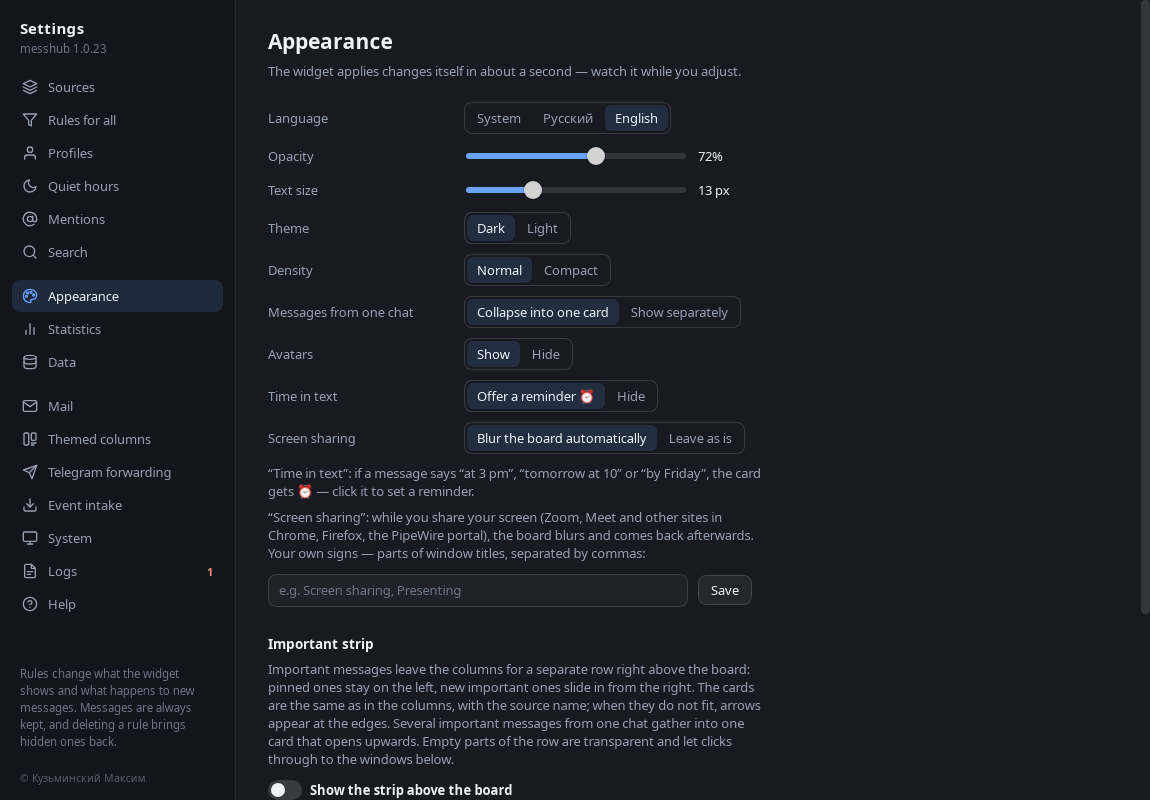 Settings
messhub 1.0.23
Sources
Rules for all
Profiles
Quiet hours
Mentions
Search
Appearance
Statistics
Data
Mail
Themed columns
Telegram forwarding
Event intake
System
Logs 1
Help
Rules change what the widget
shows and what happens to new
messages. Messages are always
kept, and deleting a rule brings
hidden ones back.
© Кузьминский Максим
Appearance
The widget applies changes itself in about a second — watch it while you adjust.
Language System Русский English
Opacity 72%
Text size 13 px
Theme Dark Light
Density Normal Compact
Messages from one chat Collapse into one card Show separately
Avatars Show Hide
Time in text Offer a reminder ⏰ Hide
Screen sharing Blur the board automatically Leave as is
“Time in text”: if a message says “at 3 pm”, “tomorrow at 10” or “by Friday”, the card
gets ⏰ — click it to set a reminder.
“Screen sharing”: while you share your screen (Zoom, Meet and other sites in
Chrome, Firefox, the PipeWire portal), the board blurs and comes back afterwards.
Your own signs — parts of window titles, separated by commas:
e.g. Screen sharing, Presenting Save
Important strip
Important messages leave the columns for a separate row right above the board:
pinned ones stay on the left, new important ones slide in from the right. The cards
are the same as in the columns, with the source name; when they do not fit, arrows
appear at the edges. Several important messages from one chat gather into one
card that opens upwards. Empty parts of the row are transparent and let clicks
through to the windows below.
Show the strip above the board